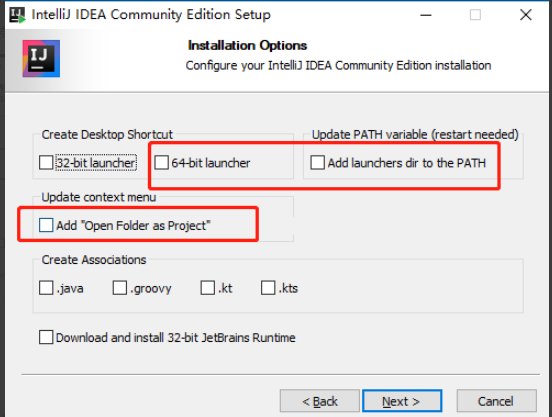 IntelliJ IDEA Community Edition Setup
IJ
Installation Options
Configure your IntelliJ IDEA Community Edition installation
Create Desktop Shortcut
Update PATH variable (restart needed)
32-bit launcher
64-bit launcher
Add launchers dir to the PATH
Update context menu
Add "Open Folder as Project"
Create Associations
.java
.groovy
.kt
.kts
Download and install 32-bit JetBrains Runtime
< Back
Next >
Cancel